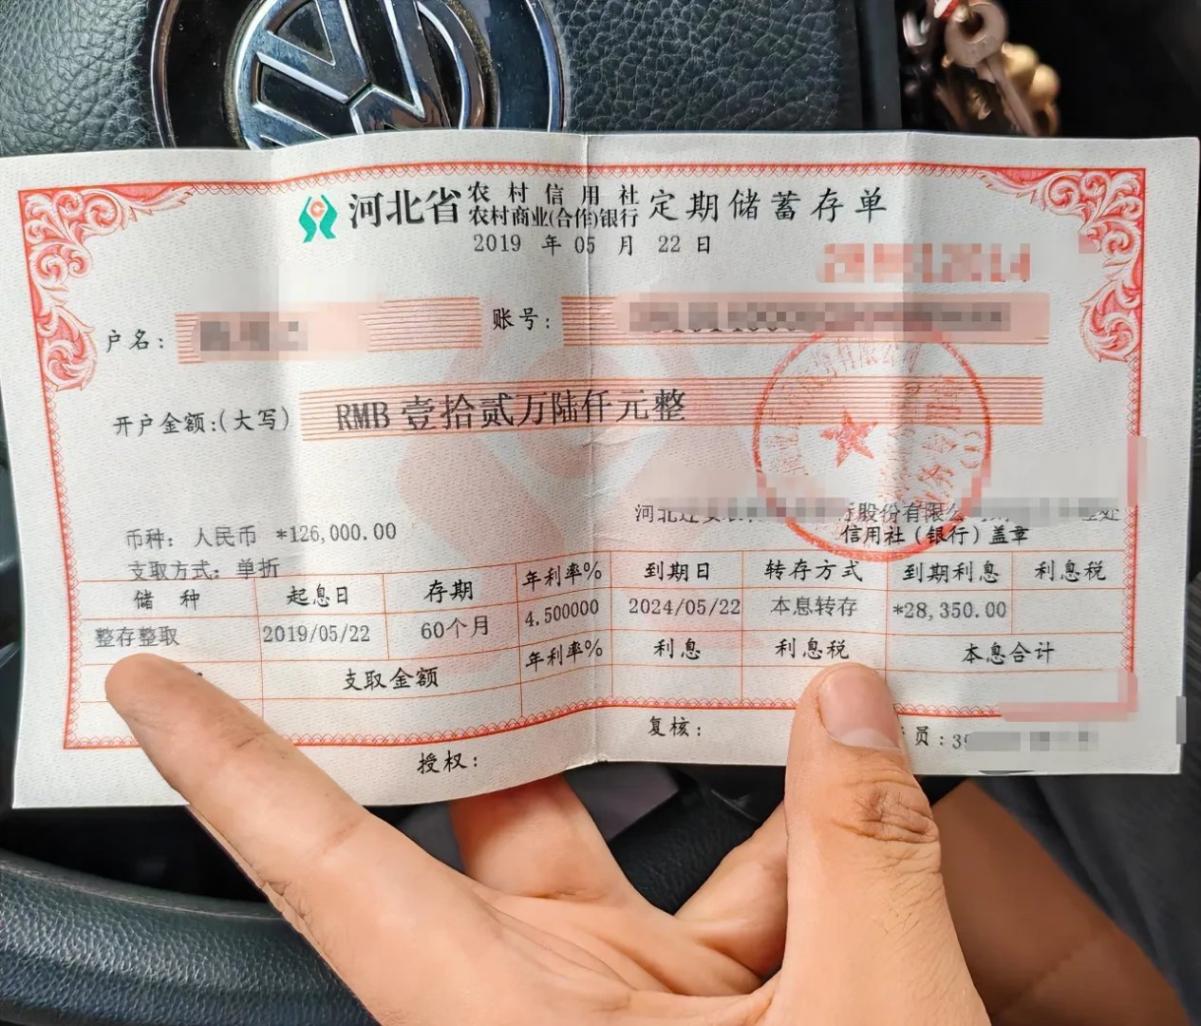 河北省 农村信用社 定期储蓄存单
农村商业(合作)银行
2019 年 05 月 22 日
户名:
账号:
开户金额:(大写) RMB 壹拾贰万陆仟元整
币种: 人民币 *126,000.00
股份有限公
信用社(银行)盖章
支取方式: 单折
储 种 起息日 存期 年利率% 到期日 转存方式 到期利息 利息税
整存整取 2019/05/22 60个月 4.500000 2024/05/22 本息转存 *28,350.00
支取金额 年利率% 利息 利息税 本息合计
授权: 复核: 员: